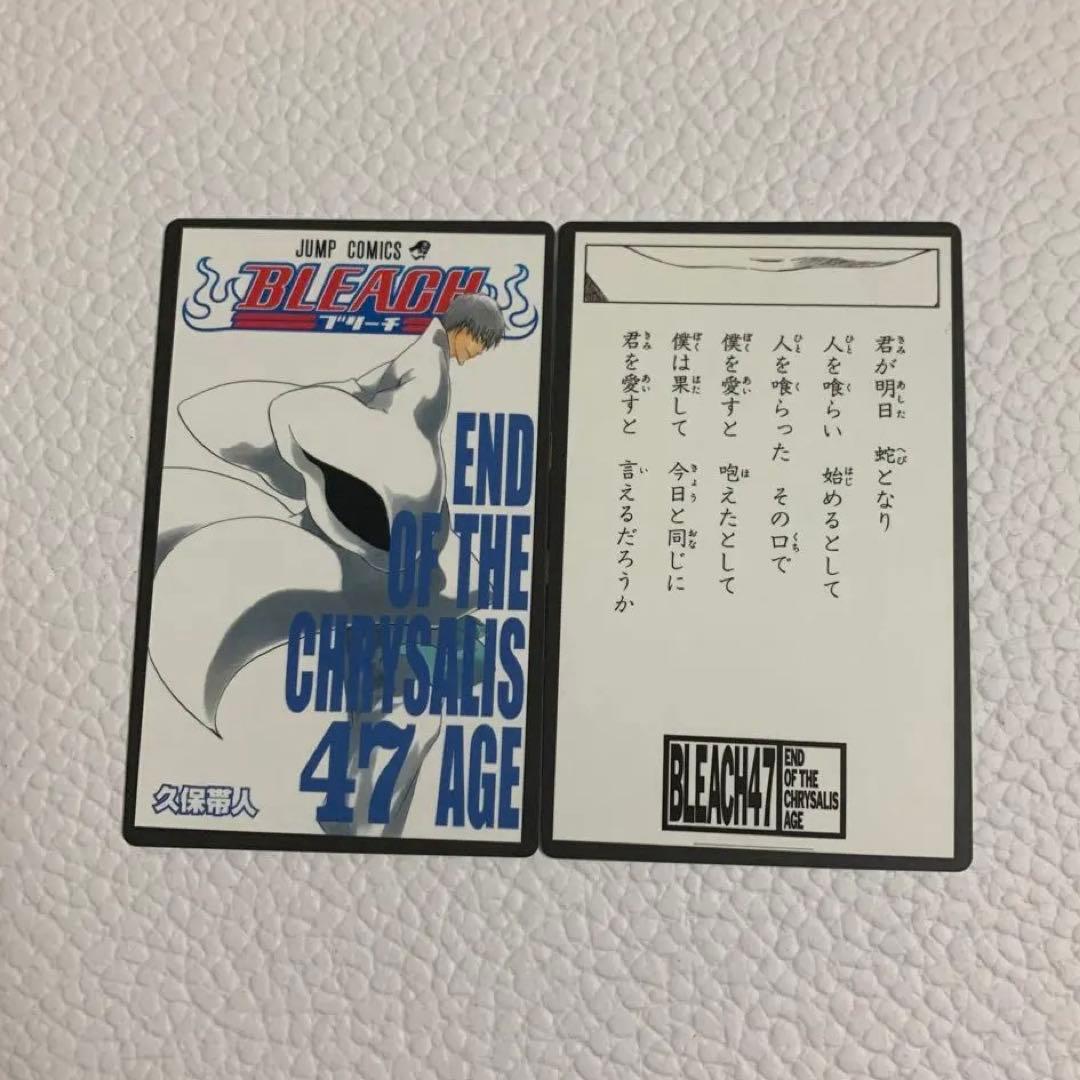 JUMP COMICS
BLEACH
ブリーチ
END
OF THE
CHRYSALIS
47 AGE
久保帯人
君が明日 蛇となり
人を喰らい 始めるとして
人を喰らった その口で
僕を愛すと 咆えたとして
僕は果して 今日と同じに
君を愛すと 言えるだろうか
BLEACH47
END
OF THE
CHRYSALIS
AGE